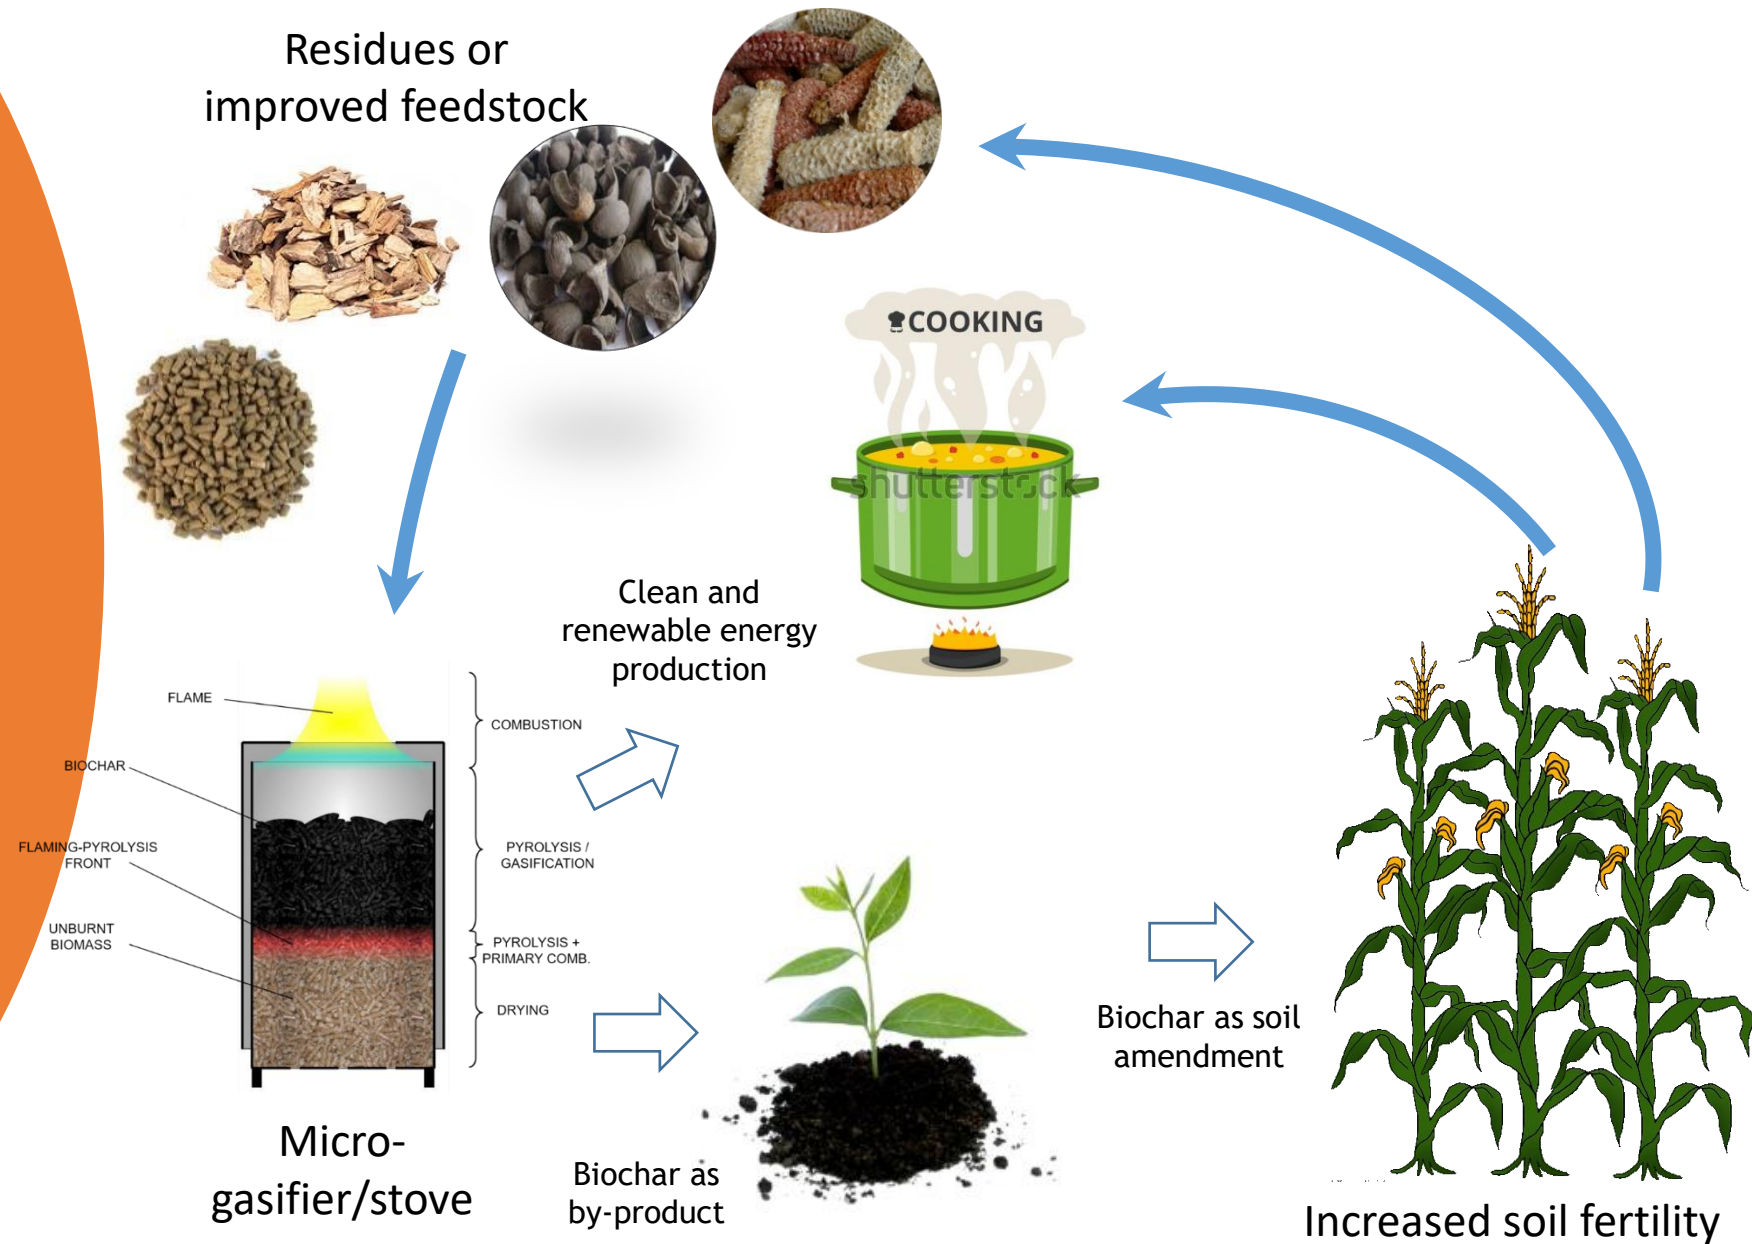 Residues or
improved feedstock
COOKING
shutterstock
Clean and
renewable energy
production
FLAME
COMBUSTION
BIOCHAR
FLAMING-PYROLYSIS
FRONT
PYROLYSIS /
GASIFICATION
UNBURNT
BIOMASS
PYROLYSIS +
PRIMARY COMB.
DRYING
Micro-
gasifier/stove
Biochar as
by-product
Biochar as soil
amendment
Increased soil fertility